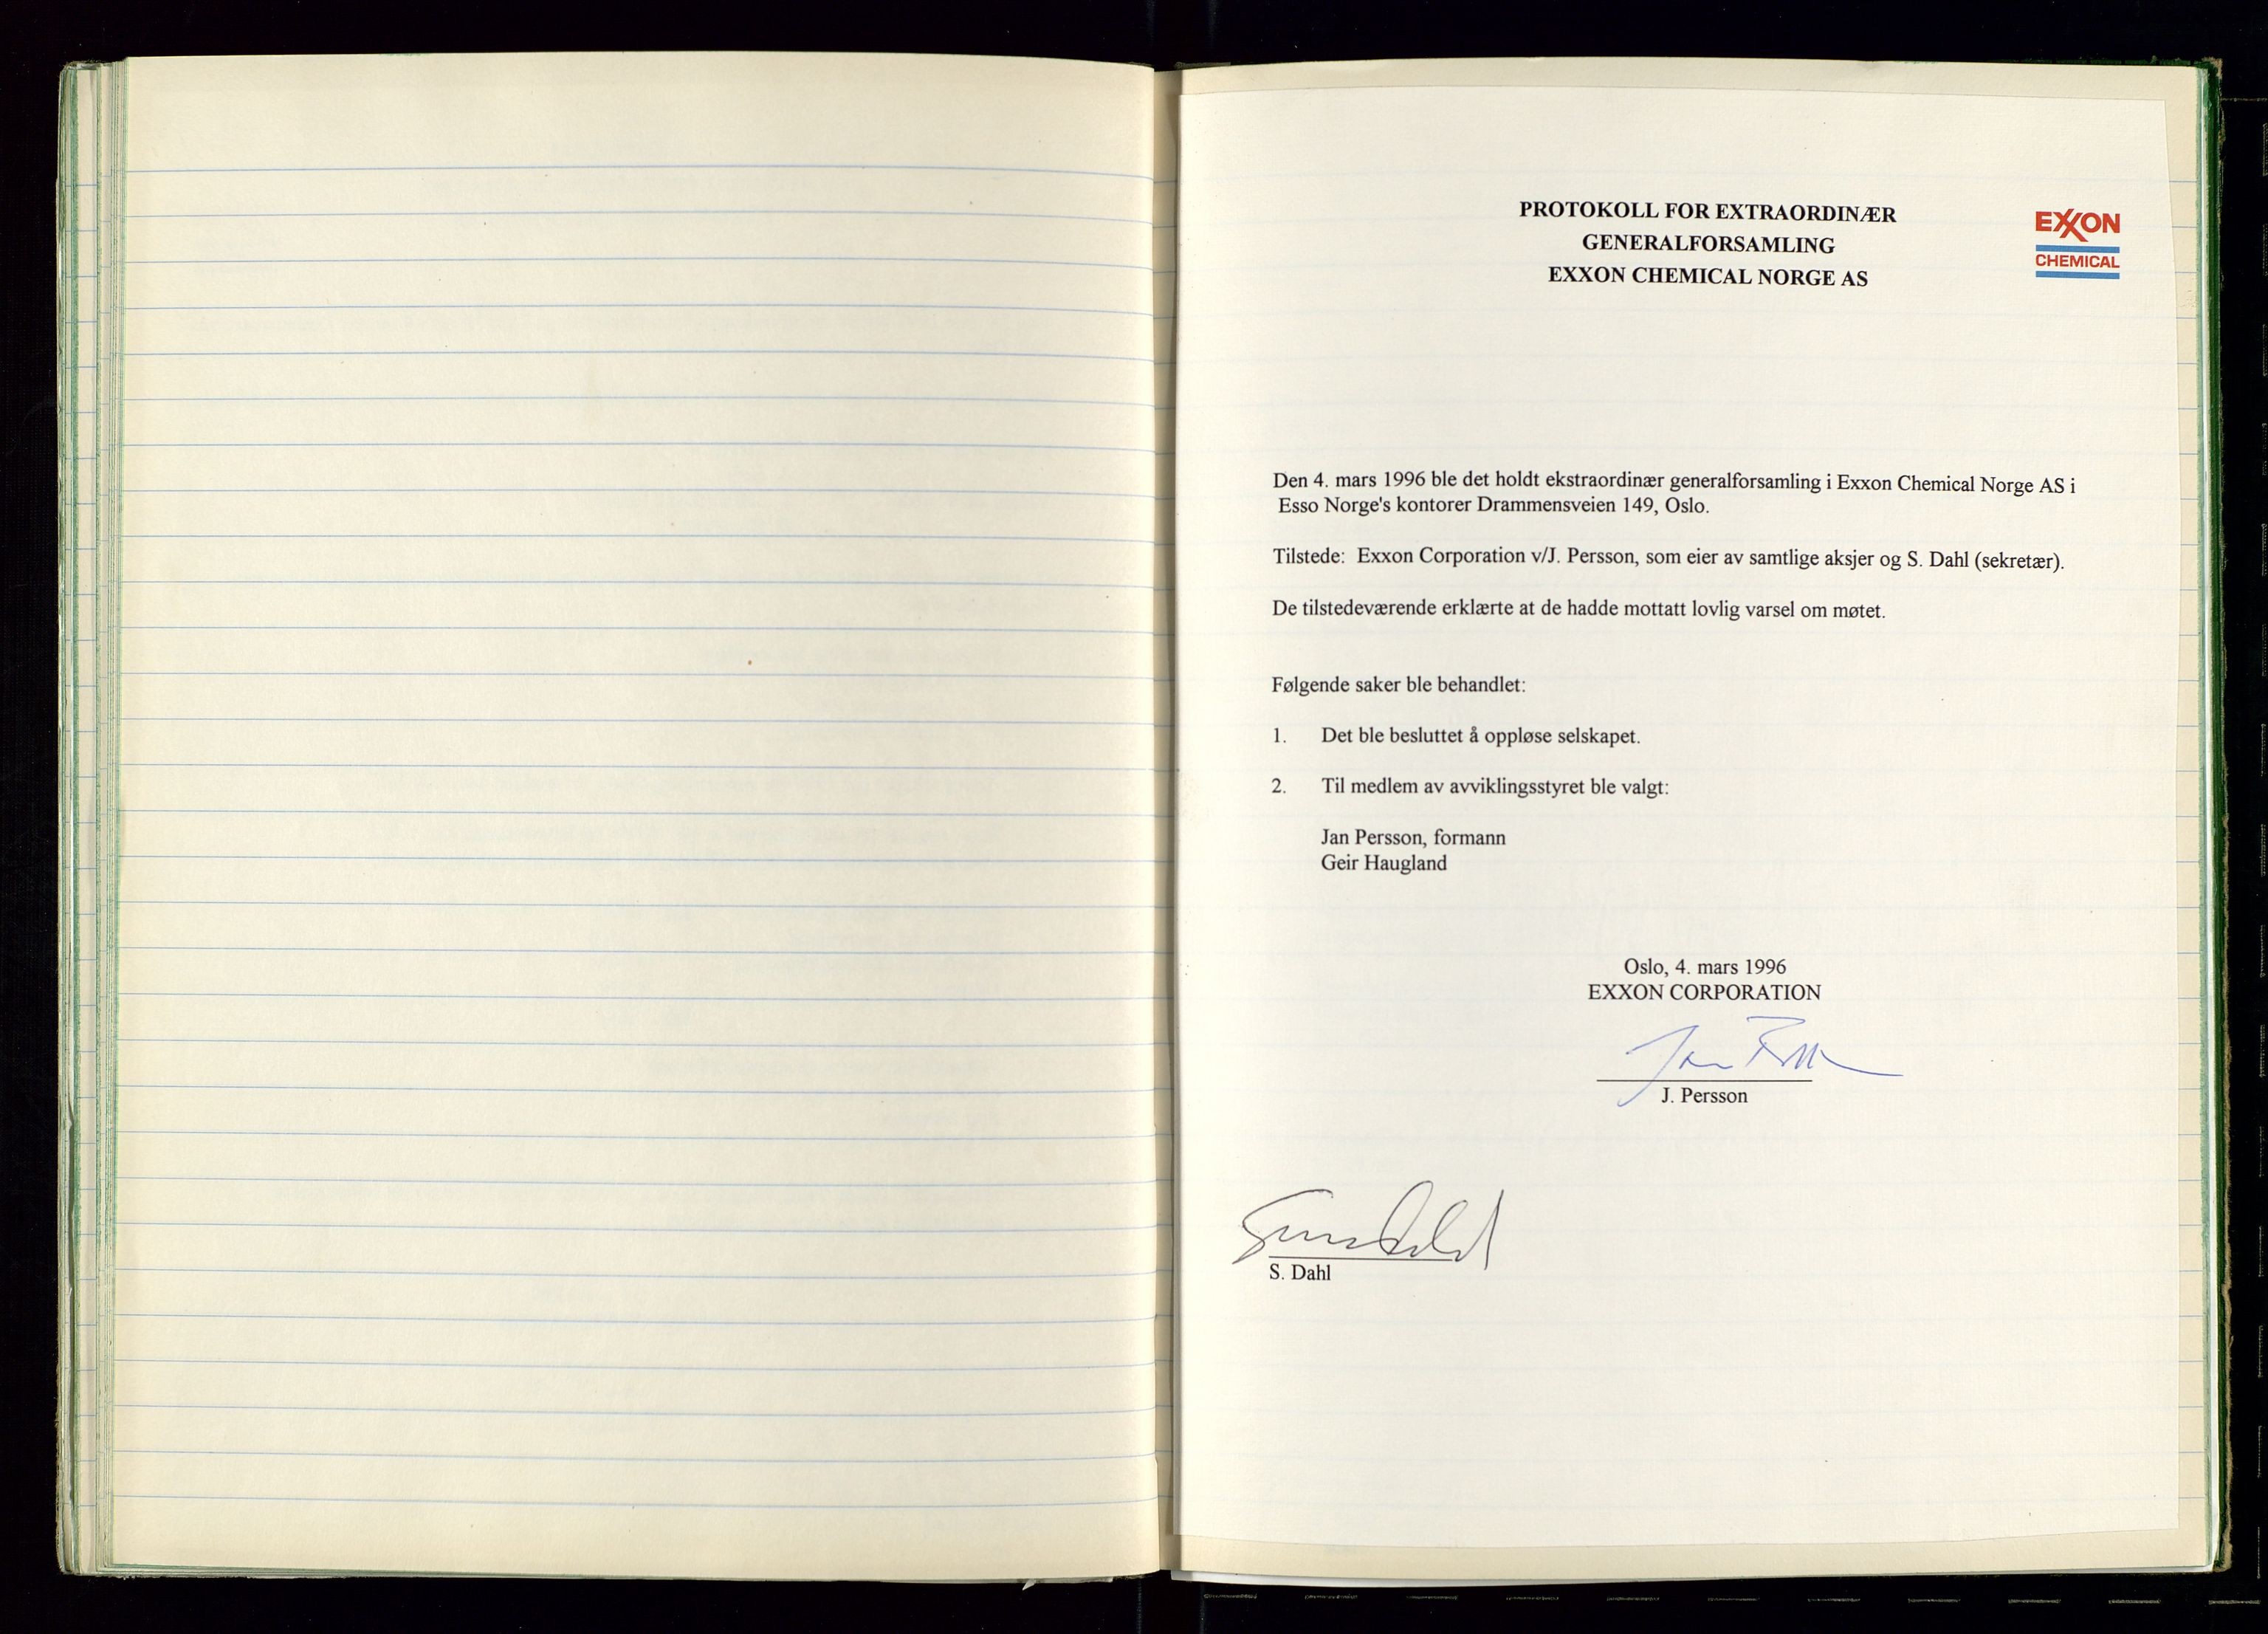 PROTOKOLL FOR EXTRAORDINÆR
GENERALFORSAMLING
EXXON CHEMICAL NORGE AS
EXXON
CHEMICAL
Den 4. mars 1996 ble det holdt ekstraordinær generalforsamling i Exxon Chemical Norge AS i
Esso Norge's kontorer Drammensveien 149, Oslo.
Tilstede: Exxon Corporation v/J. Persson, som eier av samtlige aksjer og S. Dahl (sekretær).
De tilstedeværende erklærte at de hadde mottatt lovlig varsel om møtet.
Følgende saker ble behandlet:
1. Det ble besluttet å oppløse selskapet.
2. Til medlem av avviklingsstyret ble valgt:
Jan Persson, formann
Geir Haugland
Oslo, 4. mars 1996
EXXON CORPORATION
J. Persson
S. Dahl